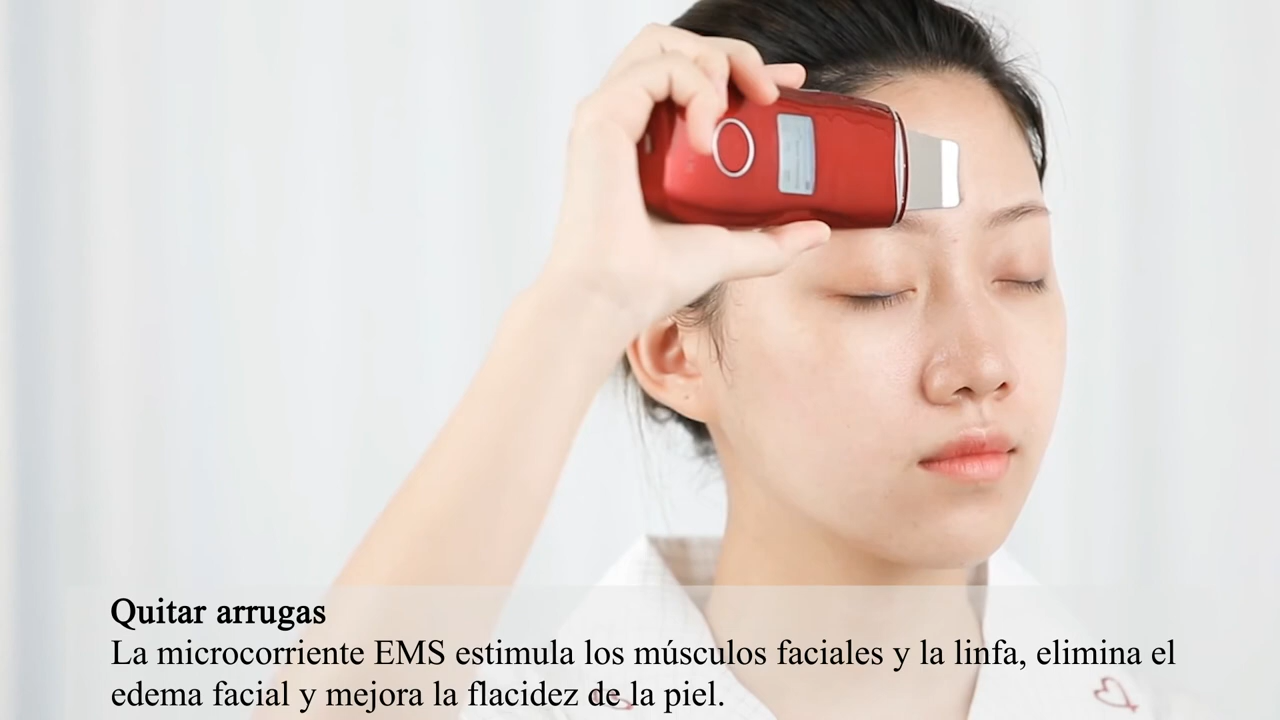 Quitar arrugas
La microcorriente EMS estimula los músculos faciales y la linfa, elimina el
edema facial y mejora la flacidez de la piel.